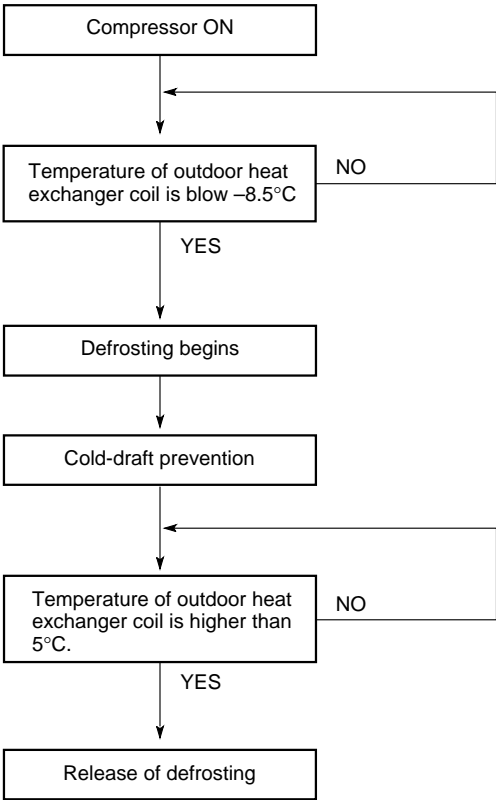 Compressor ON
Temperature of outdoor heat
exchanger coil is blow –8.5°C
NO
YES
Defrosting begins
Cold-draft prevention
Temperature of outdoor heat
exchanger coil is higher than
5°C.
NO
YES
Release of defrosting